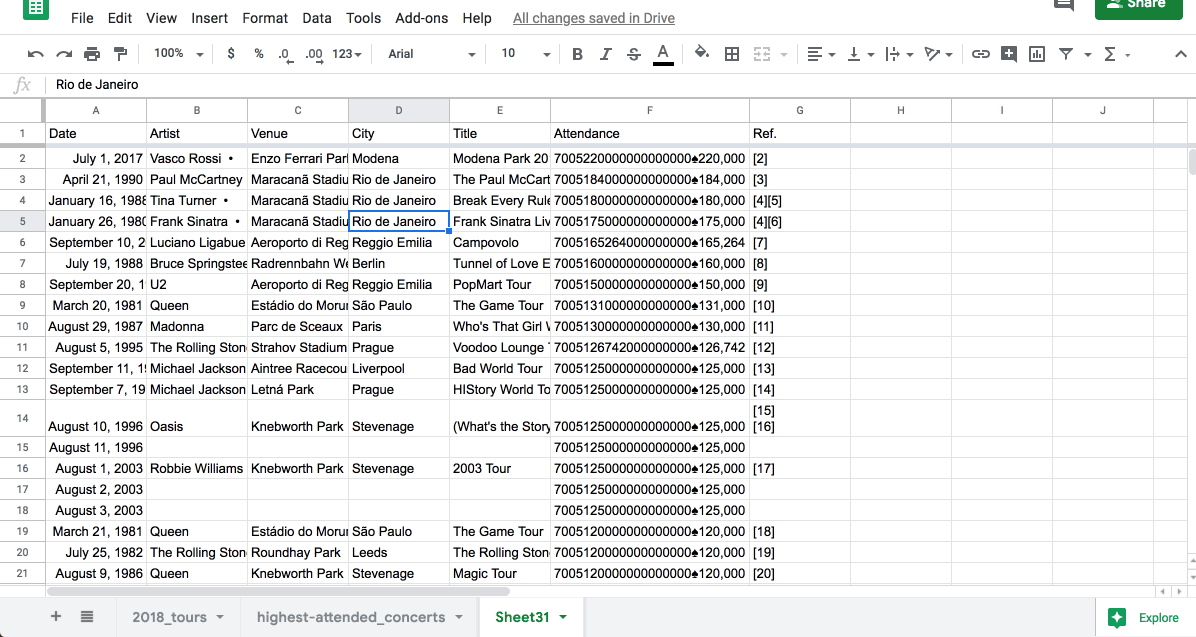 Share
File Edit View Insert Format Data Tools Add-ons Help All changes saved in Drive
100% $ % .0 .00 123 Arial 10 B I S A Σ
fx Rio de Janeiro
A B C D E F G H I J
1 Date Artist Venue City Title Attendance Ref.
2 July 1, 2017 Vasco Rossi • Enzo Ferrari Parl Modena Modena Park 20 7005220000000000000♠220,000 [2]
3 April 21, 1990 Paul McCartney Maracanã Stadiu Rio de Janeiro The Paul McCart 7005184000000000000♠184,000 [3]
4 January 16, 1988 Tina Turner • Maracanã Stadiu Rio de Janeiro Break Every Rule 7005180000000000000♠180,000 [4][5]
5 January 26, 1980 Frank Sinatra • Maracanã Stadiu Rio de Janeiro Frank Sinatra Liv 7005175000000000000♠175,000 [4][6]
6 September 10, 2 Luciano Ligabue Aeroporto di Reg Reggio Emilia Campovolo 7005165264000000000♠165,264 [7]
7 July 19, 1988 Bruce Springstee Radrennbahn We Berlin Tunnel of Love E 7005160000000000000♠160,000 [8]
8 September 20, 1 U2 Aeroporto di Reg Reggio Emilia PopMart Tour 7005150000000000000♠150,000 [9]
9 March 20, 1981 Queen Estádio do Morum São Paulo The Game Tour 7005131000000000000♠131,000 [10]
10 August 29, 1987 Madonna Parc de Sceaux Paris Who's That Girl W 7005130000000000000♠130,000 [11]
11 August 5, 1995 The Rolling Ston Strahov Stadium Prague Voodoo Lounge 7005126742000000000♠126,742 [12]
12 September 11, 1 Michael Jackson Aintree Racecou Liverpool Bad World Tour 7005125000000000000♠125,000 [13]
13 September 7, 19 Michael Jackson Letná Park Prague HIStory World To 7005125000000000000♠125,000 [14]
[15]
14 August 10, 1996 Oasis Knebworth Park Stevenage (What's the Story 7005125000000000000♠125,000 [16]
15 August 11, 1996 7005125000000000000♠125,000
16 August 1, 2003 Robbie Williams Knebworth Park Stevenage 2003 Tour 7005125000000000000♠125,000 [17]
17 August 2, 2003 7005125000000000000♠125,000
18 August 3, 2003 7005125000000000000♠125,000
19 March 21, 1981 Queen Estádio do Morum São Paulo The Game Tour 7005120000000000000♠120,000 [18]
20 July 25, 1982 The Rolling Ston Roundhay Park Leeds The Rolling Ston 7005120000000000000♠120,000 [19]
21 August 9, 1986 Queen Knebworth Park Stevenage Magic Tour 7005120000000000000♠120,000 [20]
+ 2018_tours highest-attended_concerts Sheet31 Explore